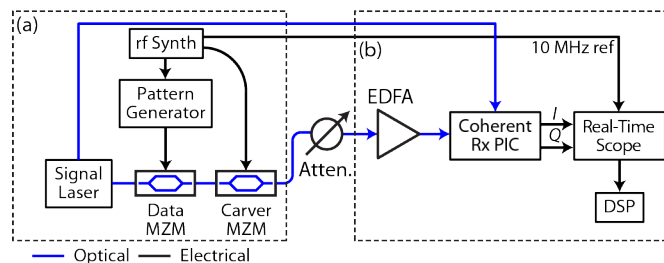 (a)
rf Synth
(b)
10 MHz ref
Pattern
Generator
EDFA
Coherent
Rx PIC
I
Q
Real-Time
Scope
Atten.
Signal
Laser
Data
MZM
Carver
MZM
DSP
Optical
Electrical